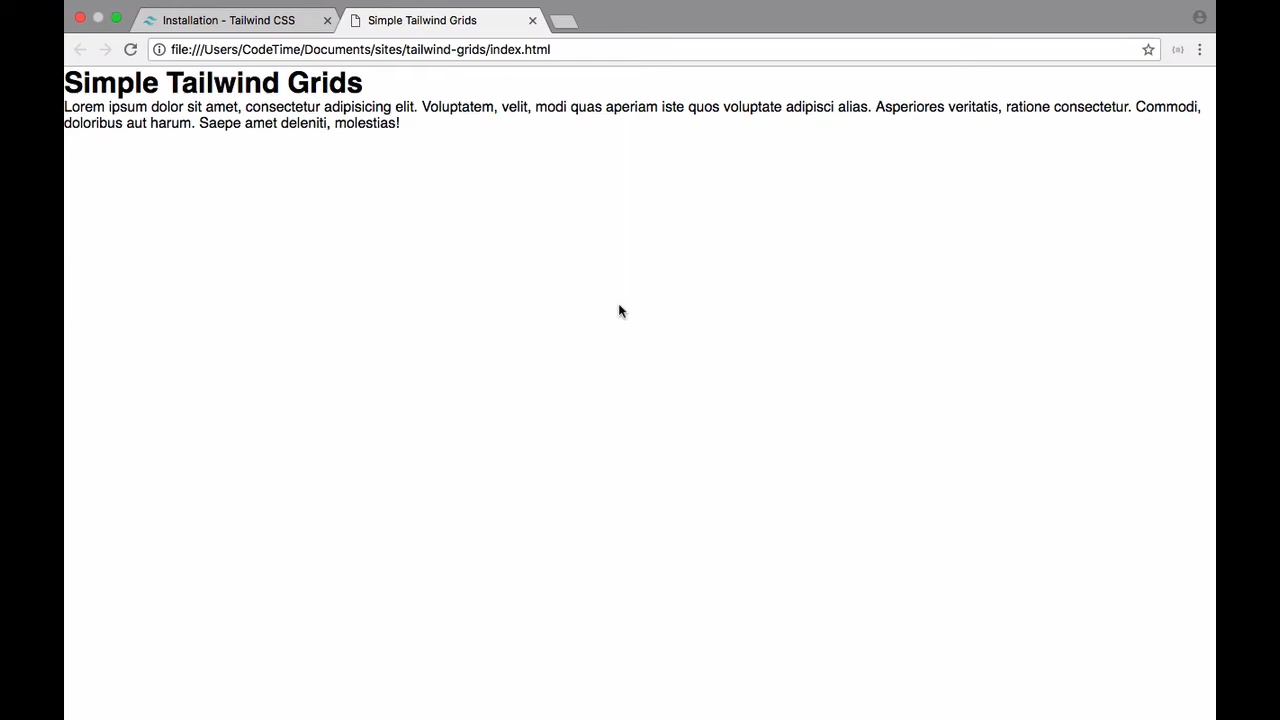 Installation - Tailwind CSS
Simple Tailwind Grids
file:///Users/CodeTime/Documents/sites/tailwind-grids/index.html
Simple Tailwind Grids
Lorem ipsum dolor sit amet, consectetur adipisicing elit. Voluptatem, velit, modi quas aperiam iste quos voluptate adipisci alias. Asperiores veritatis, ratione consectetur. Commodi,
doloribus aut harum. Saepe amet deleniti, molestias!